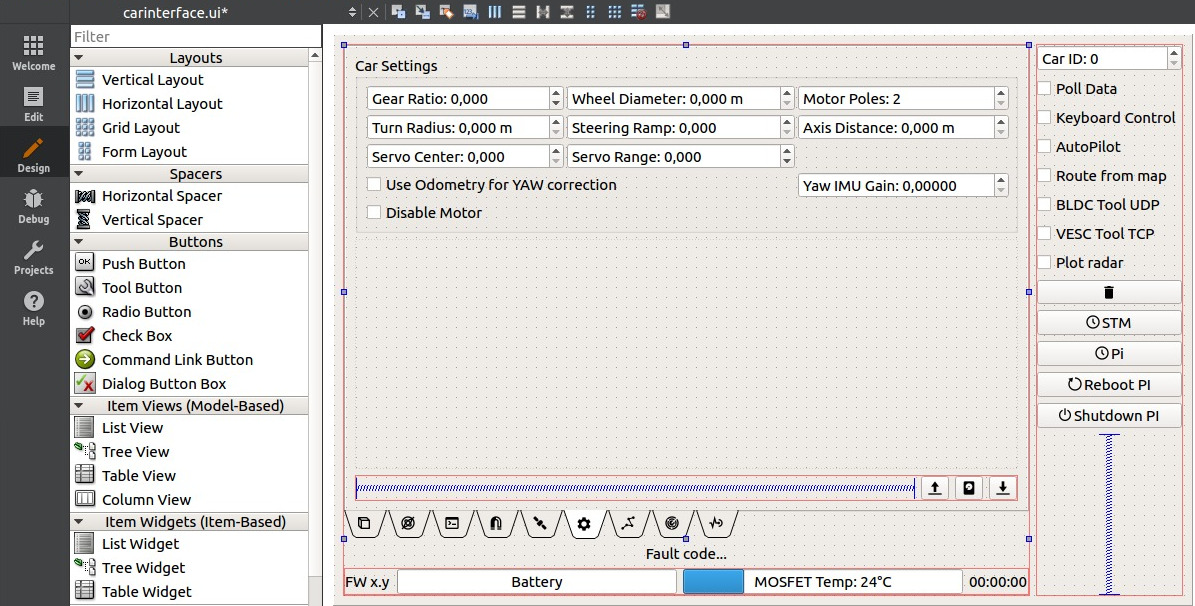 carinterface.ui*
Welcome
Edit
Design
Debug
Projects
Help
Filter
Layouts
Vertical Layout
Horizontal Layout
Grid Layout
Form Layout
Spacers
Horizontal Spacer
Vertical Spacer
Buttons
Push Button
Tool Button
Radio Button
Check Box
Command Link Button
Dialog Button Box
Item Views (Model-Based)
List View
Tree View
Table View
Column View
Item Widgets (Item-Based)
List Widget
Tree Widget
Table Widget
Car Settings
Gear Ratio: 0,000 Wheel Diameter: 0,000 m Motor Poles: 2
Turn Radius: 0,000 m Steering Ramp: 0,000 Axis Distance: 0,000 m
Servo Center: 0,000 Servo Range: 0,000
Use Odometry for YAW correction Yaw IMU Gain: 0,00000
Disable Motor
Fault code...
FW x.y Battery MOSFET Temp: 24°C 00:00:00
Car ID: 0
Poll Data
Keyboard Control
AutoPilot
Route from map
BLDC Tool UDP
VESC Tool TCP
Plot radar
STM
Pi
Reboot PI
Shutdown PI